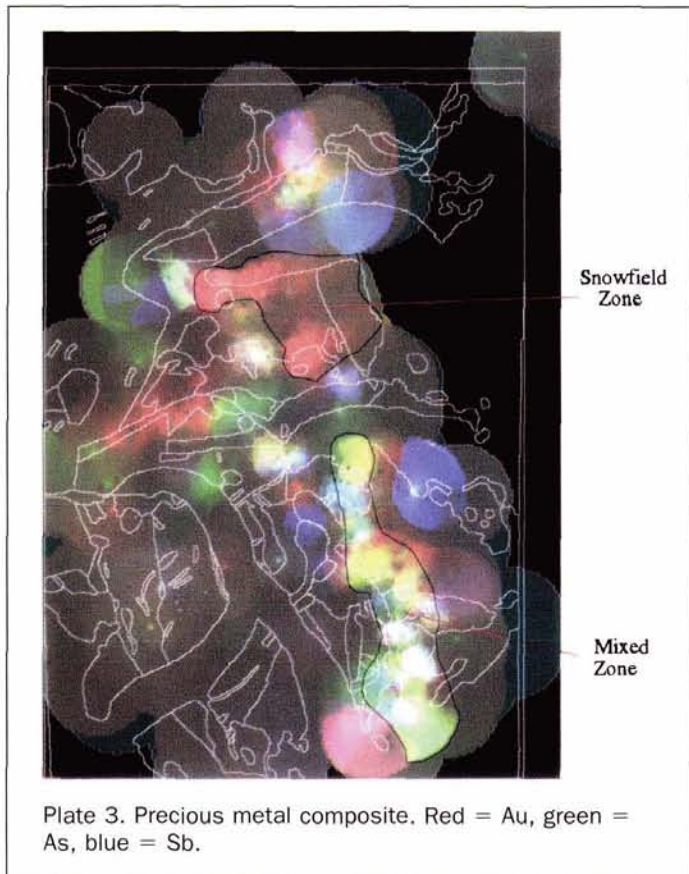 Snowfield
Zone
Mixed
Zone
Plate 3. Precious metal composite. Red = Au, green =
As, blue = Sb.